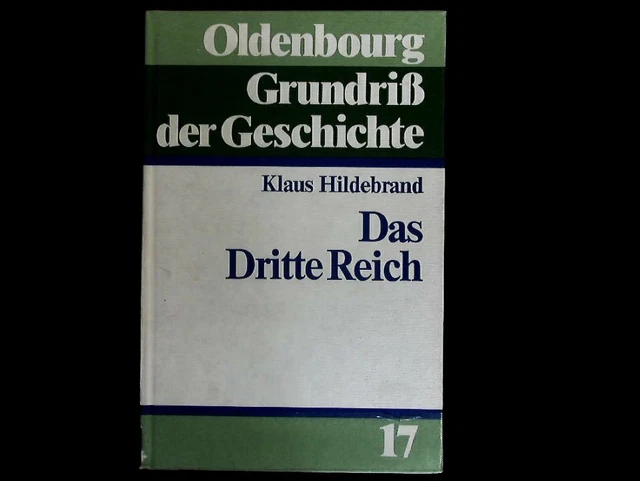 Oldenbourg
Grundriß
der Geschichte
Klaus Hildebrand
Das
Dritte Reich
17